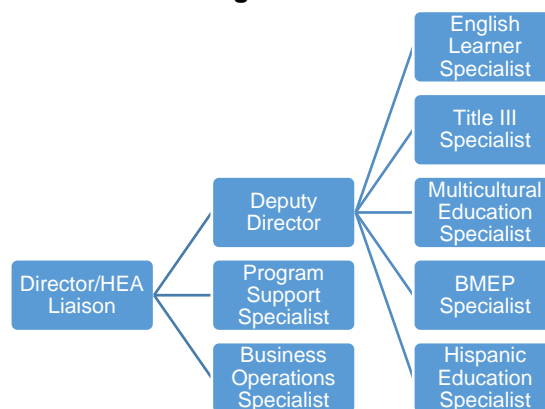 English
Learner
Specialist
Title III
Specialist
Deputy
Director
Multicultural
Education
Specialist
Director/HEA
Liaison
Program
Support
Specialist
BMEP
Specialist
Business
Operations
Specialist
Hispanic
Education
Specialist